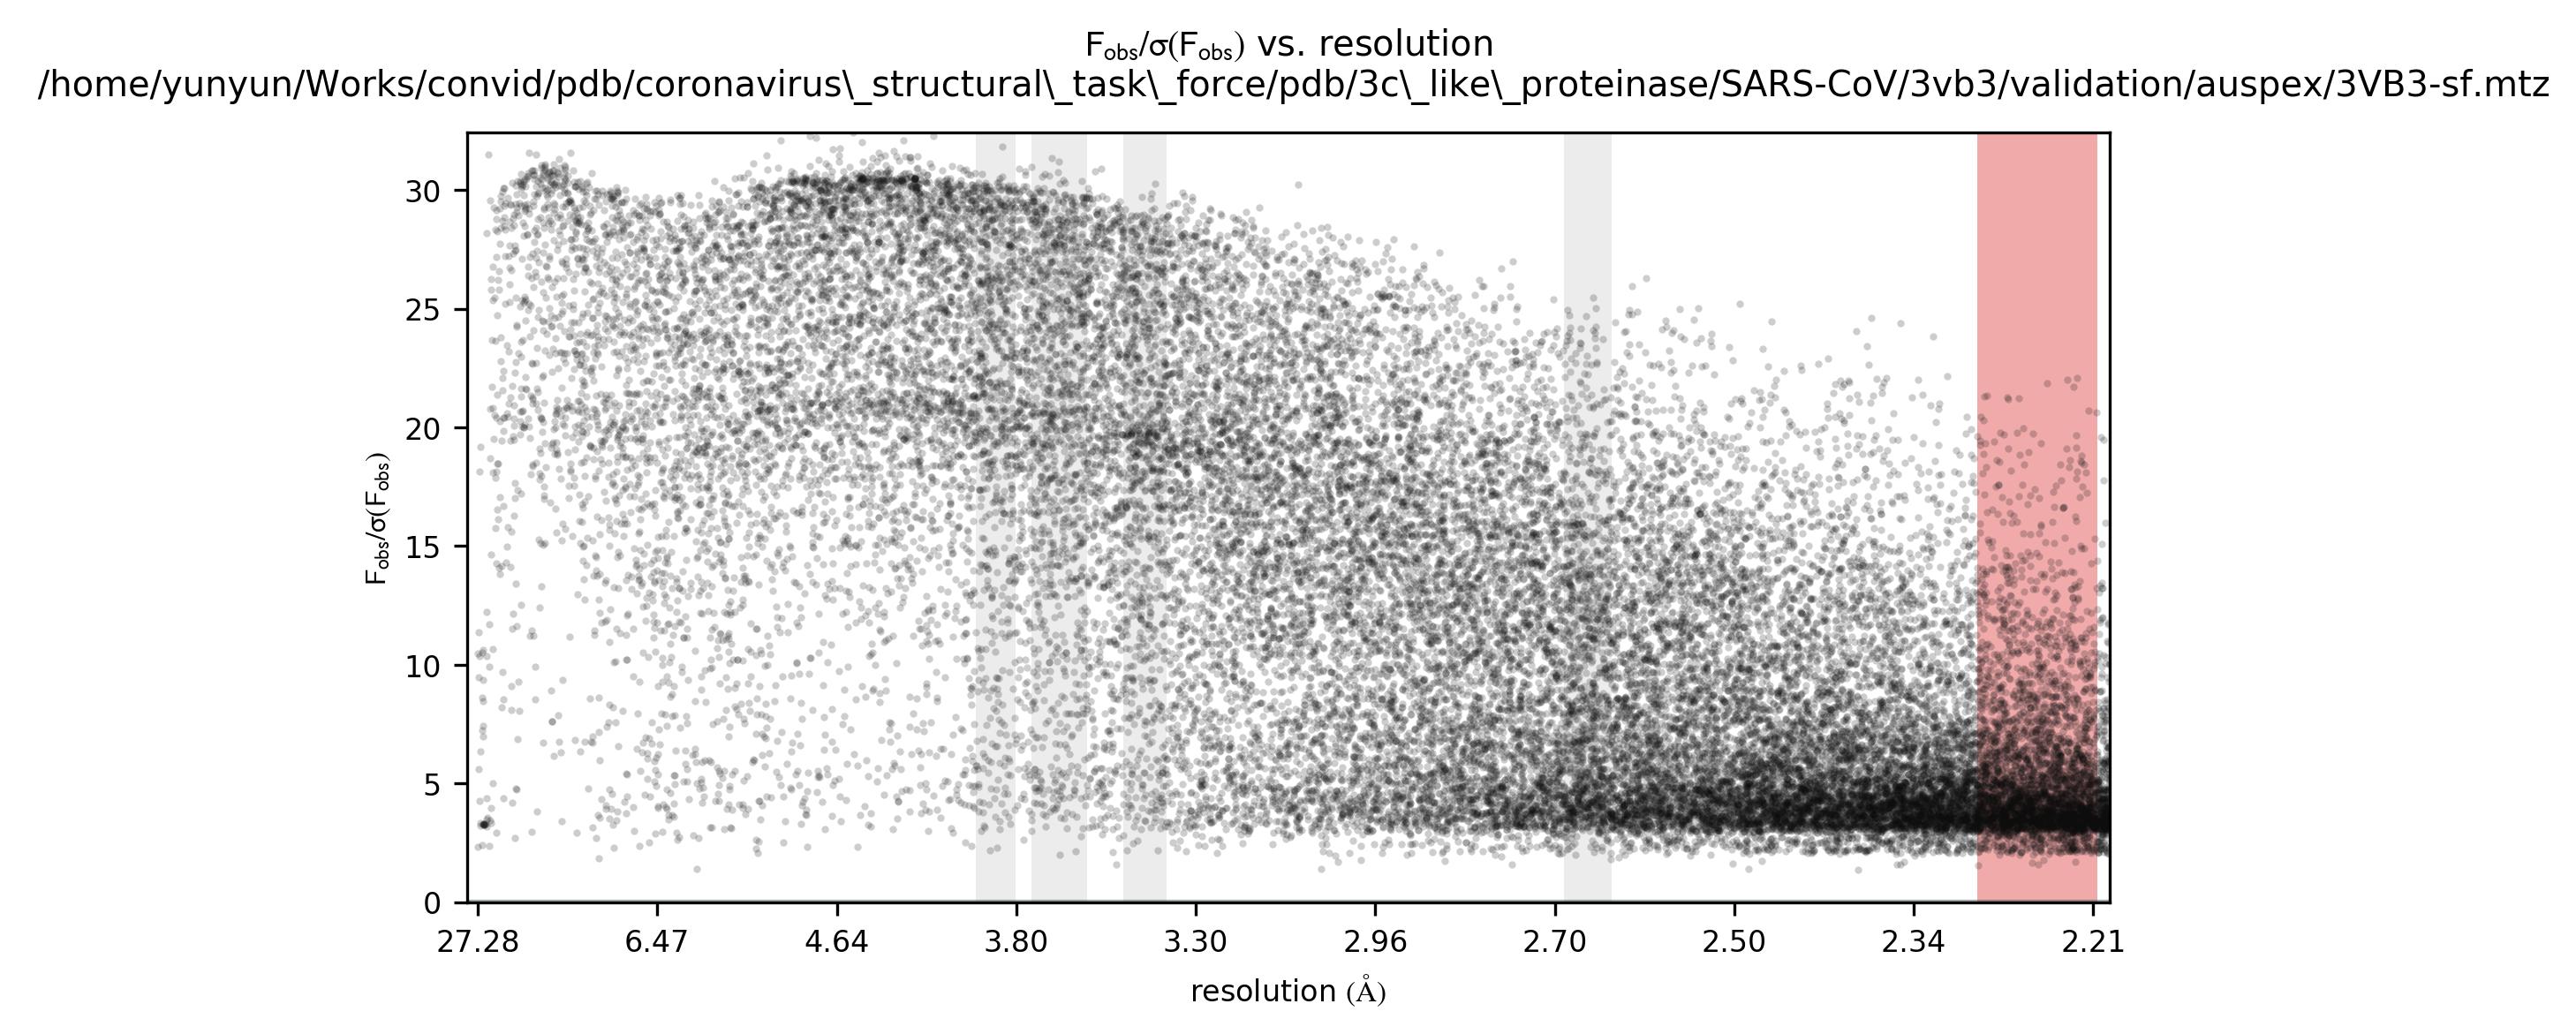 Fobs/σ(Fobs) vs. resolution
/home/yunyun/Works/convid/pdb/coronavirus\_structural\_task\_force/pdb/3c\_like\_proteinase/SARS-CoV/3vb3/validation/auspex/3VB3-sf.mtz
30
25
20
15
10
5
0
Fobs/σ(Fobs)
27.28 6.47 4.64 3.80 3.30 2.96 2.70 2.50 2.34 2.21
resolution (Å)